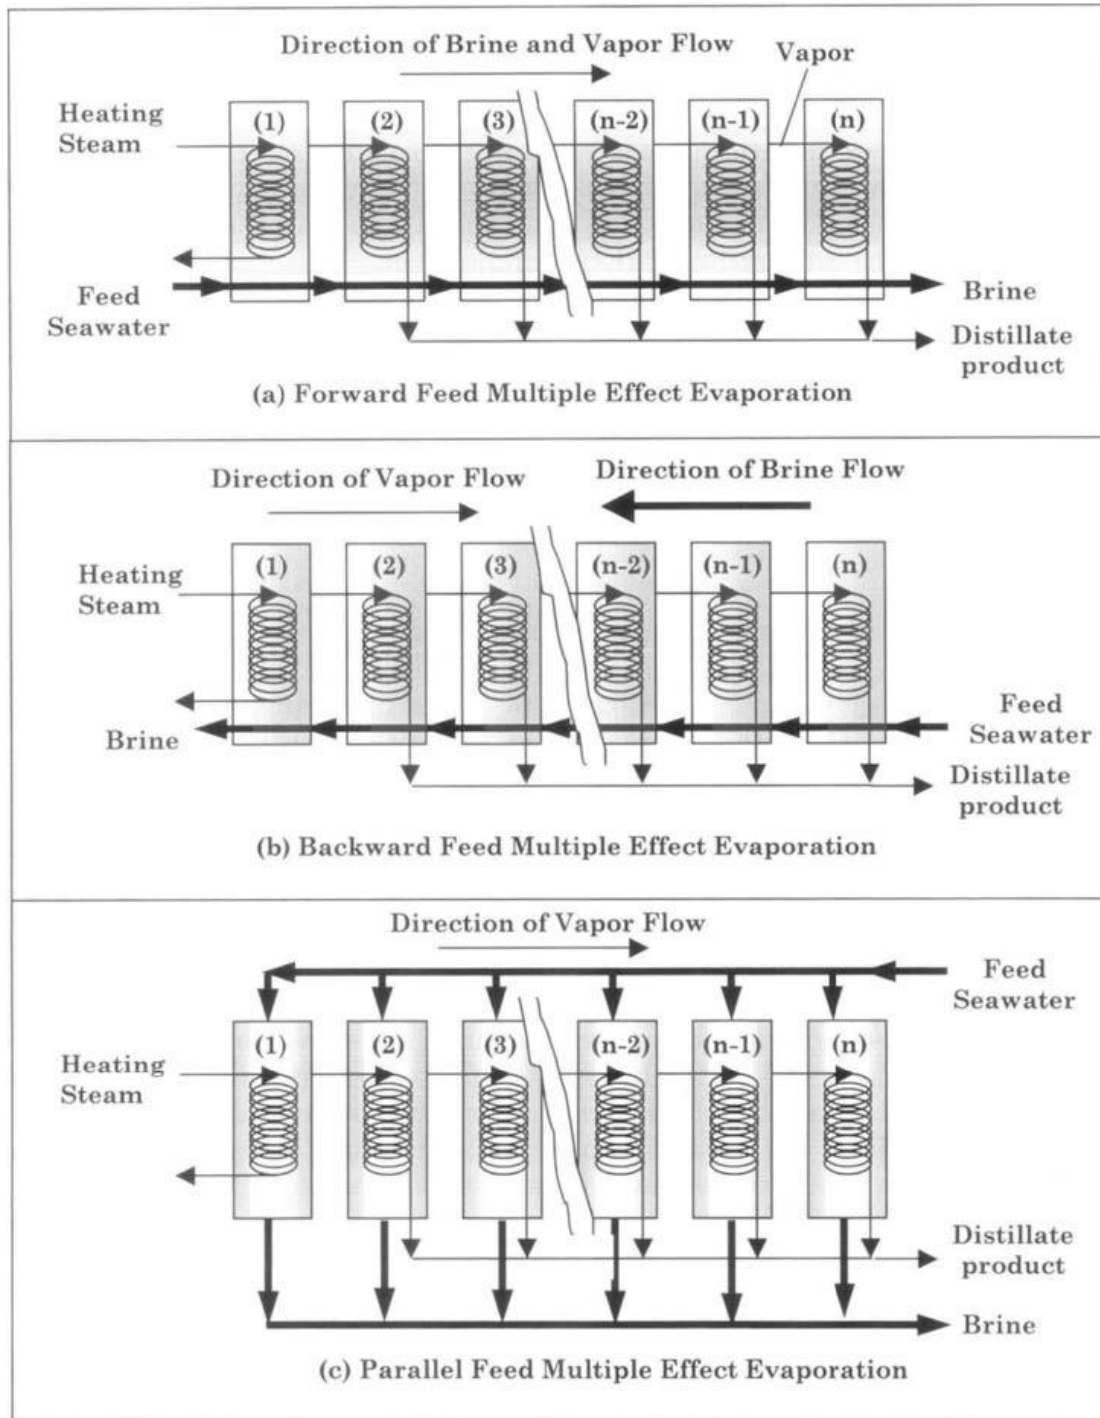 Direction of Brine and Vapor Flow
Vapor
Heating
Steam
(1)
(2)
(3)
(n-2)
(n-1)
(n)
Feed
Seawater
Brine
Distillate
product
(a) Forward Feed Multiple Effect Evaporation
Direction of Vapor Flow
Direction of Brine Flow
Heating
Steam
(1)
(2)
(3)
(n-2)
(n-1)
(n)
Brine
Feed
Seawater
Distillate
product
(b) Backward Feed Multiple Effect Evaporation
Direction of Vapor Flow
Feed
Seawater
Heating
Steam
(1)
(2)
(3)
(n-2)
(n-1)
(n)
Distillate
product
Brine
(c) Parallel Feed Multiple Effect Evaporation